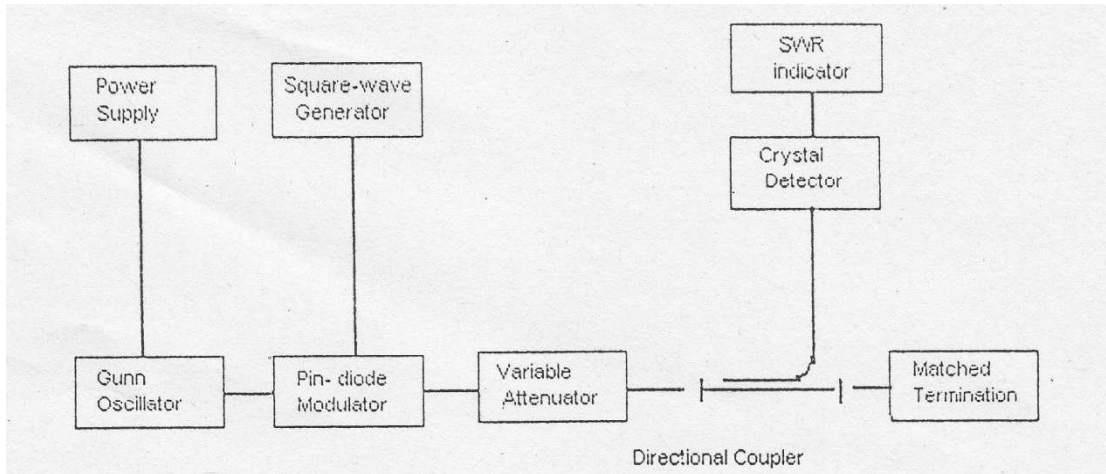 SWR
indicator
Power
Supply
Square-wave
Generator
Crystal
Detector
Gunn
Oscillator
Pin- diode
Modulator
Variable
Attenuator
Matched
Termination
Directional Coupler